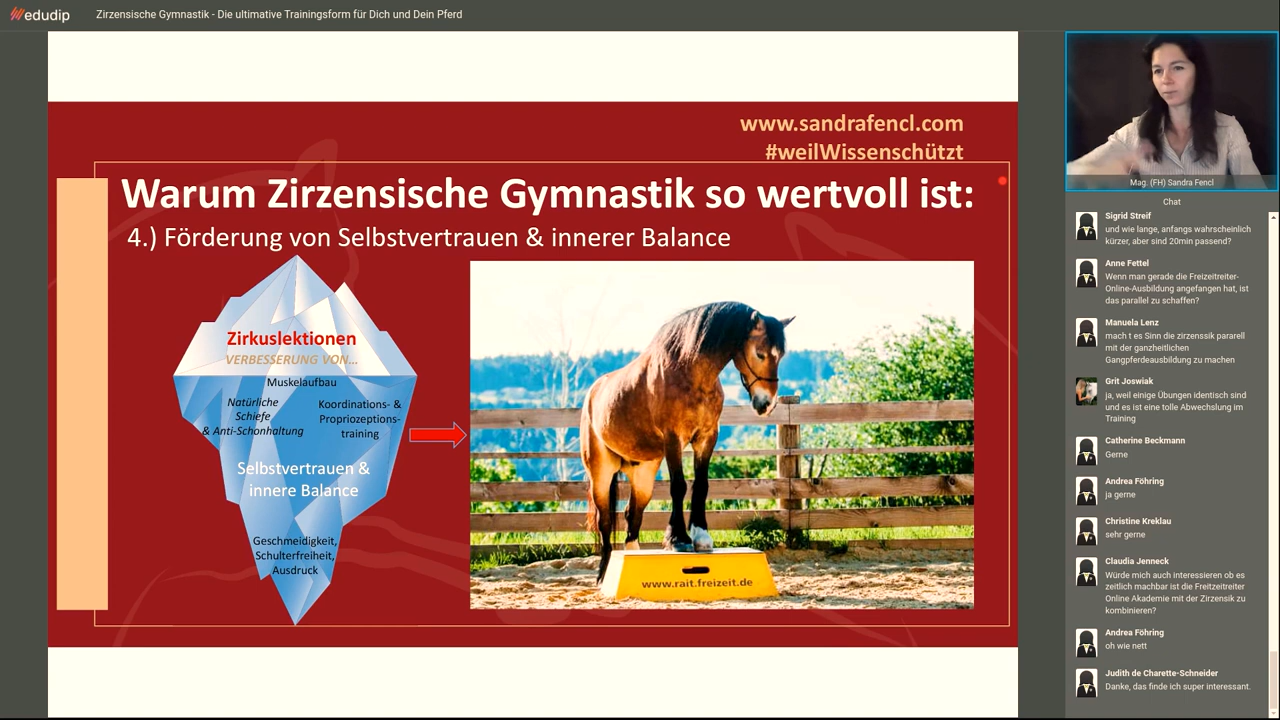 edudip
Zirzensische Gymnastik - Die ultimative Trainingsform für Dich und Dein Pferd
www.sandrafencl.com
#weilWissenschützt
Warum Zirzensische Gymnastik so wertvoll ist:
4.) Förderung von Selbstvertrauen & innerer Balance
Zirkuslektionen
VERBESSERUNG VON...
Muskelaufbau
Natürliche
Schiefe
& Anti-Schonhaltung
Koordinations- &
Propriozeptions-
training
Selbstvertrauen &
innere Balance
Geschmeidigkeit,
Schulterfreiheit,
Ausdruck
www.rait.freizeit.de
Mag. (FH) Sandra Fencl
Chat
Sigrid Streif
und wie lange, anfangs wahrscheinlich
kürzer, aber sind 20min passend?
Anne Fettel
Wenn man gerade die Freizeitreiter-
Online-Ausbildung angefangen hat, ist
das parallel zu schaffen?
Manuela Lenz
mach t es Sinn die zirzenssik pararell
mit der ganzheitlichen
Gangpferdeausbildung zu machen
Grit Joswiak
ja, weil einige Übungen identisch sind
und es ist eine tolle Abwechslung im
Training
Catherine Beckmann
Gerne
Andrea Föhring
ja gerne
Christine Kreklau
sehr gerne
Claudia Jenneck
Würde mich auch interessieren ob es
zeitlich machbar ist die Freitzeitreiter
Online Akademie mit der Zirzensik zu
kombinieren?
Andrea Föhring
oh wie nett
Judith de Charette-Schneider
Danke, das finde ich super interessant.